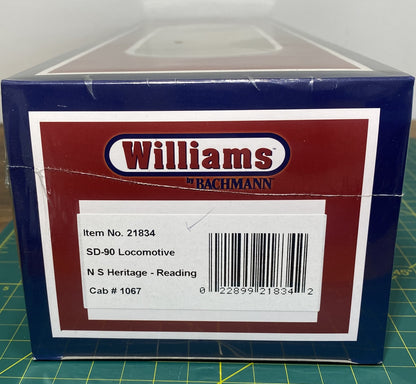 Williams
by BACHMANN
Item No. 21834
SD-90 Locomotive
N S Heritage - Reading
Cab # 1067
0 22899 21834 2